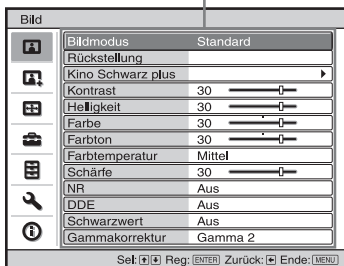 Bild
Bildmodus Standard
Rückstellung
Kino Schwarz plus
Kontrast 30
Helligkeit 30
Farbe 30
Farbton 30
Farbtemperatur Mittel
Schärfe 30
NR Aus
DDE Aus
Schwarzwert Aus
Gammakorrektur Gamma 2
Sel: Reg: ENTER Zurück: Ende: MENU